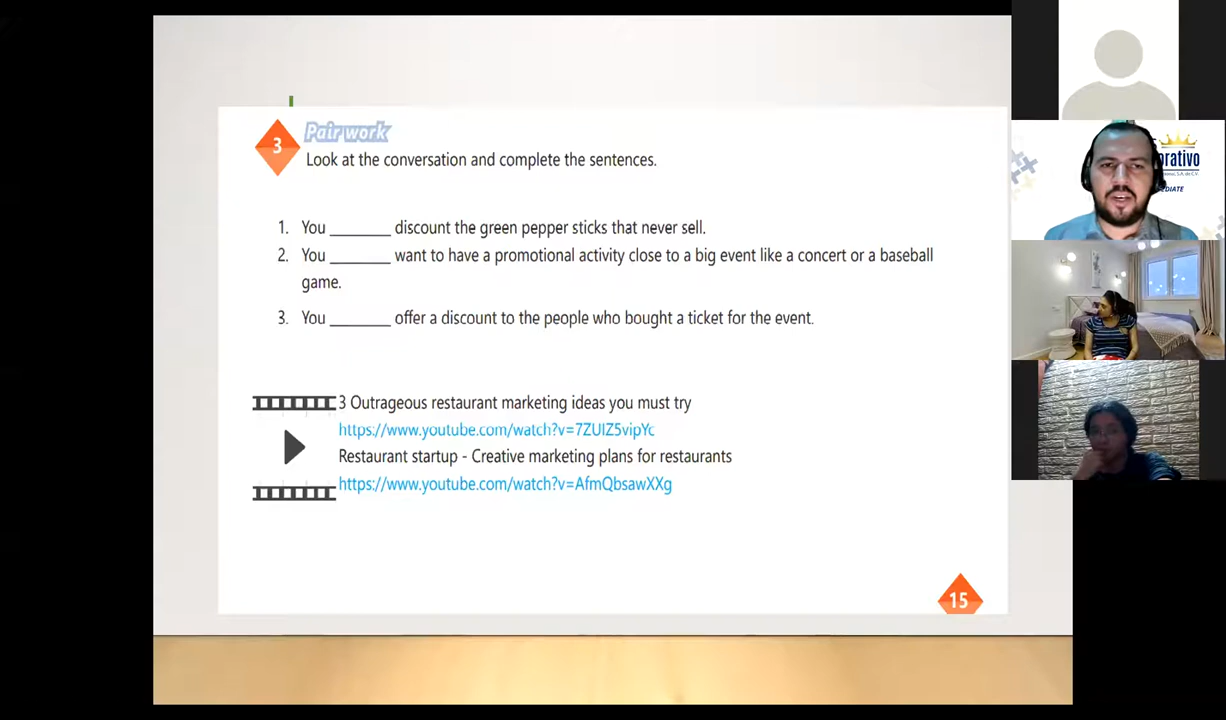 3
Pair work
Look at the conversation and complete the sentences.
1. You ________ discount the green pepper sticks that never sell.
2. You ________ want to have a promotional activity close to a big event like a concert or a baseball
game.
3. You ________ offer a discount to the people who bought a ticket for the event.
3 Outrageous restaurant marketing ideas you must try
https://www.youtube.com/watch?v=7ZUIZ5vipYc
Restaurant startup - Creative marketing plans for restaurants
https://www.youtube.com/watch?v=AfmQbsawXXg
15
orativo